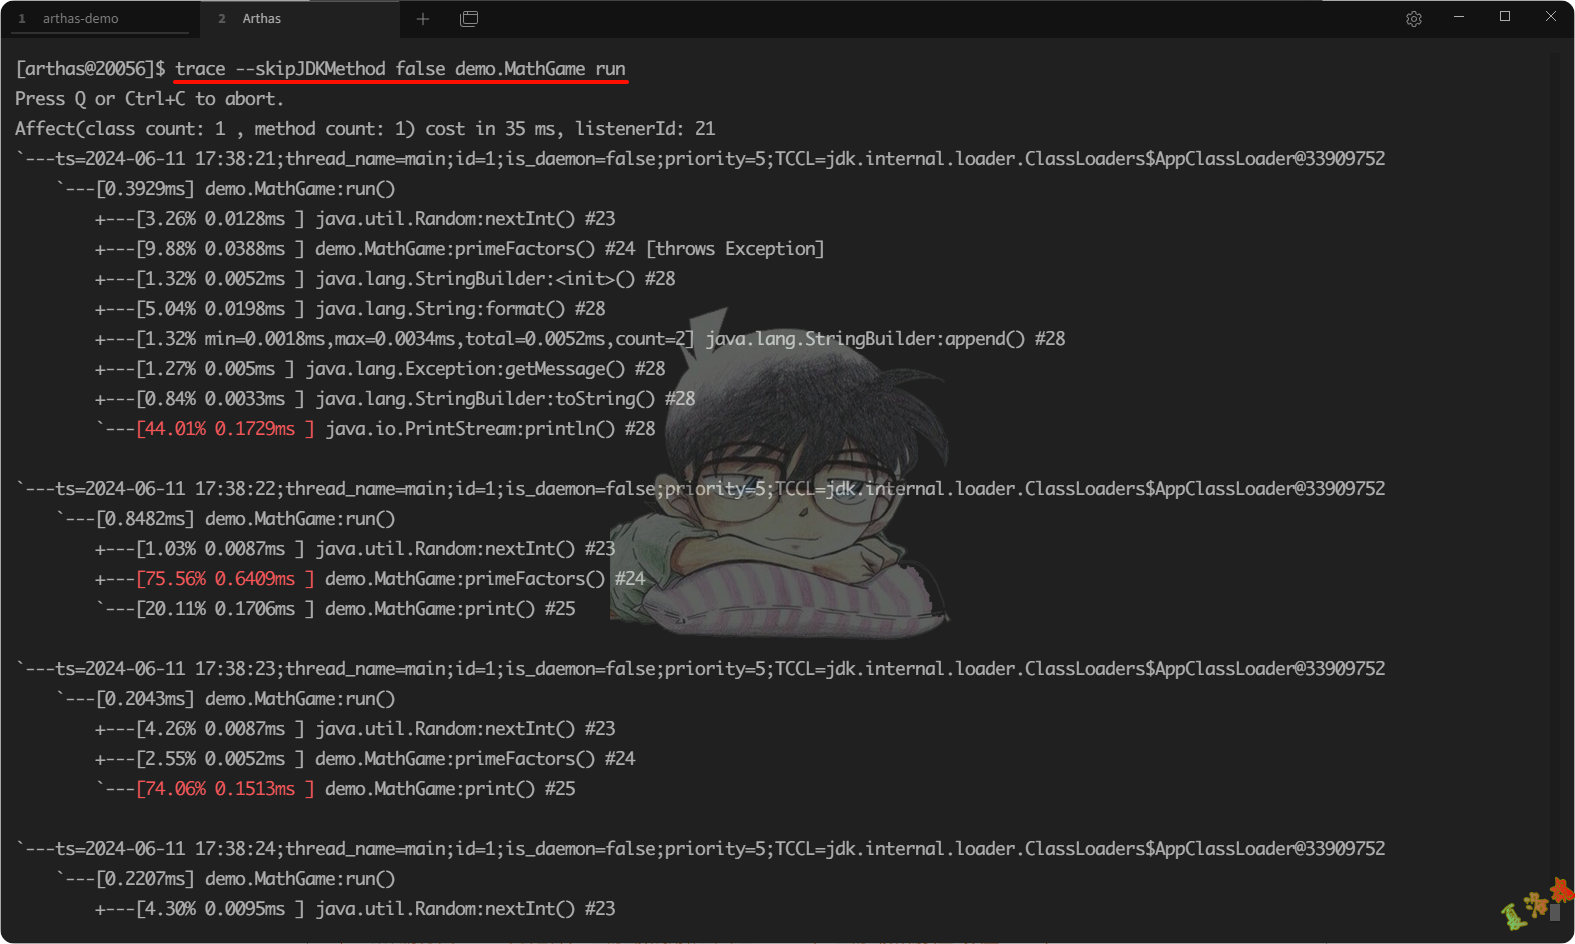 1 arthas-demo 2 Arthas
[arthas@20056]$ trace --skipJDKMethod false demo.MathGame run
Press Q or Ctrl+C to abort.
Affect(class count: 1 , method count: 1) cost in 35 ms, listenerId: 21
`---ts=2024-06-11 17:38:21;thread_name=main;id=1;is_daemon=false;priority=5;TCCL=jdk.internal.loader.ClassLoaders$AppClassLoader@33909752
    `---[0.3929ms] demo.MathGame:run()
        +---[3.26% 0.0128ms ] java.util.Random:nextInt() #23
        +---[9.88% 0.0388ms ] demo.MathGame:primeFactors() #24 [throws Exception]
        +---[1.32% 0.0052ms ] java.lang.StringBuilder:<init>() #28
        +---[5.04% 0.0198ms ] java.lang.String:format() #28
        +---[1.32% min=0.0018ms,max=0.0034ms,total=0.0052ms,count=2] java.lang.StringBuilder:append() #28
        +---[1.27% 0.005ms ] java.lang.Exception:getMessage() #28
        +---[0.84% 0.0033ms ] java.lang.StringBuilder:toString() #28
        `---[44.01% 0.1729ms ] java.io.PrintStream:println() #28
`---ts=2024-06-11 17:38:22;thread_name=main;id=1;is_daemon=false;priority=5;TCCL=jdk.internal.loader.ClassLoaders$AppClassLoader@33909752
    `---[0.8482ms] demo.MathGame:run()
        +---[1.03% 0.0087ms ] java.util.Random:nextInt() #23
        +---[75.56% 0.6409ms ] demo.MathGame:primeFactors() #24
        `---[20.11% 0.1706ms ] demo.MathGame:print() #25
`---ts=2024-06-11 17:38:23;thread_name=main;id=1;is_daemon=false;priority=5;TCCL=jdk.internal.loader.ClassLoaders$AppClassLoader@33909752
    `---[0.2043ms] demo.MathGame:run()
        +---[4.26% 0.0087ms ] java.util.Random:nextInt() #23
        +---[2.55% 0.0052ms ] demo.MathGame:primeFactors() #24
        `---[74.06% 0.1513ms ] demo.MathGame:print() #25
`---ts=2024-06-11 17:38:24;thread_name=main;id=1;is_daemon=false;priority=5;TCCL=jdk.internal.loader.ClassLoaders$AppClassLoader@33909752
    `---[0.2207ms] demo.MathGame:run()
        +---[4.30% 0.0095ms ] java.util.Random:nextInt() #23